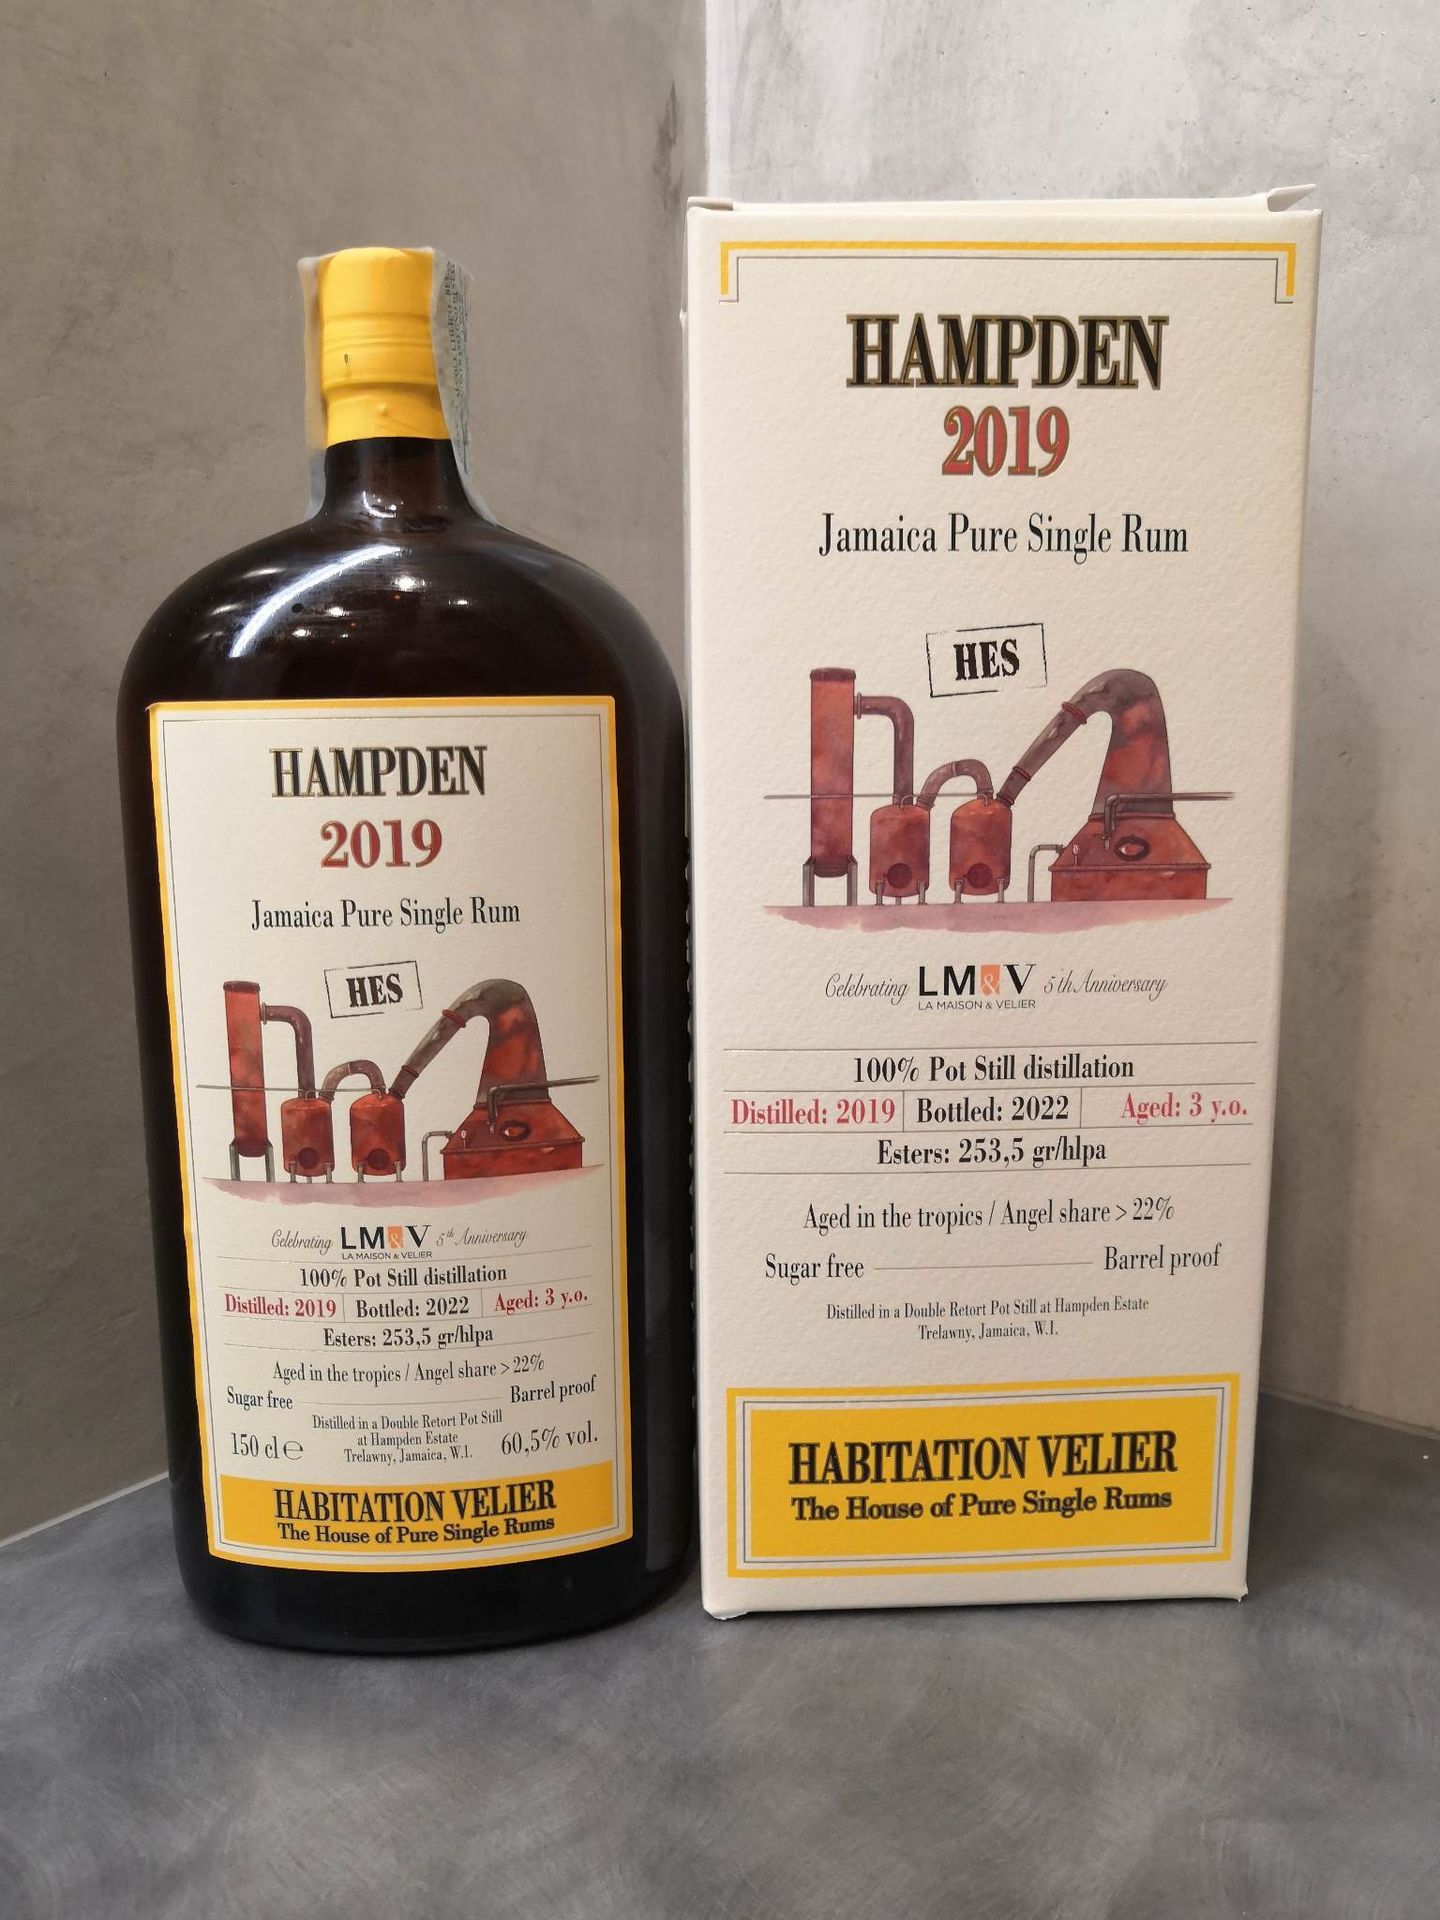 HAMPDEN
2019
Jamaica Pure Single Rum
HES
Celebrating LM&V 5th Anniversary
LA MAISON & VELIER
100% Pot Still distillation
Distilled: 2019 Bottled: 2022 Aged: 3 y.o.
Esters: 253,5 gr/hlpa
Aged in the tropics / Angel share > 22%
Sugar free Barrel proof
Distilled in a Double Retort Pot Still
at Hampden Estate
Trelawny, Jamaica, W.I.
150 cl e 60,5% vol.
HABITATION VELIER
The House of Pure Single Rums
HAMPDEN
2019
Jamaica Pure Single Rum
HES
Celebrating LM&V 5th Anniversary
LA MAISON & VELIER
100% Pot Still distillation
Distilled: 2019 Bottled: 2022 Aged: 3 y.o.
Esters: 253,5 gr/hlpa
Aged in the tropics / Angel share > 22%
Sugar free Barrel proof
Distilled in a Double Retort Pot Still at Hampden Estate
Trelawny, Jamaica, W.I.
HABITATION VELIER
The House of Pure Single Rums